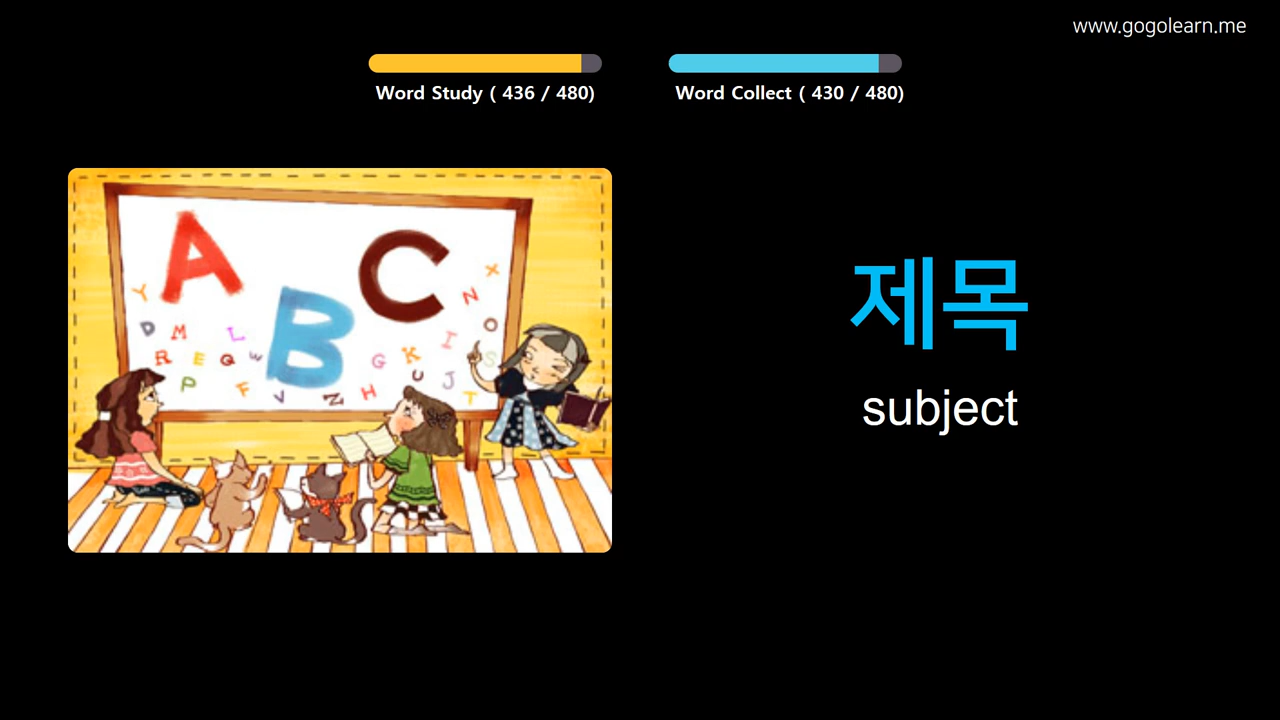 www.gogolearn.me
Word Study ( 436 / 480)
Word Collect ( 430 / 480)
A
B
C
Y
X
N
D
M
L
O
I
R
E
Q
W
G
K
S
P
F
V
Z
H
U
J
T
제목
subject